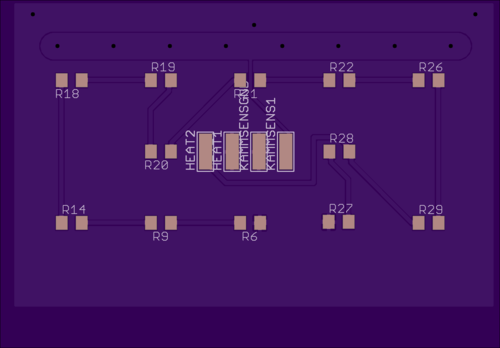 R19
R22
R26
R18
R21
HEAT2
HEAT1
KAMMSENSGND
KAMMSENS1
R28
R20
R14
R27
R29
R9
R6